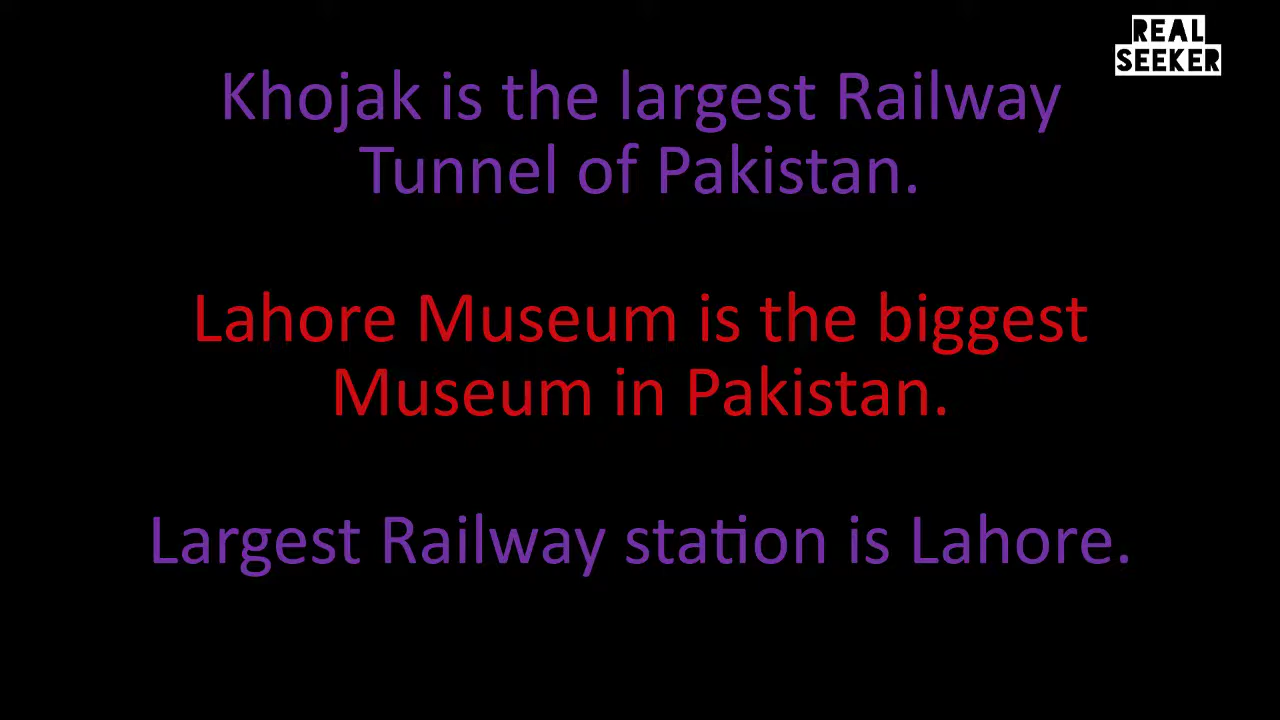 REAL
SEEKER
Khojak is the largest Railway
Tunnel of Pakistan.
Lahore Museum is the biggest
Museum in Pakistan.
Largest Railway station is Lahore.